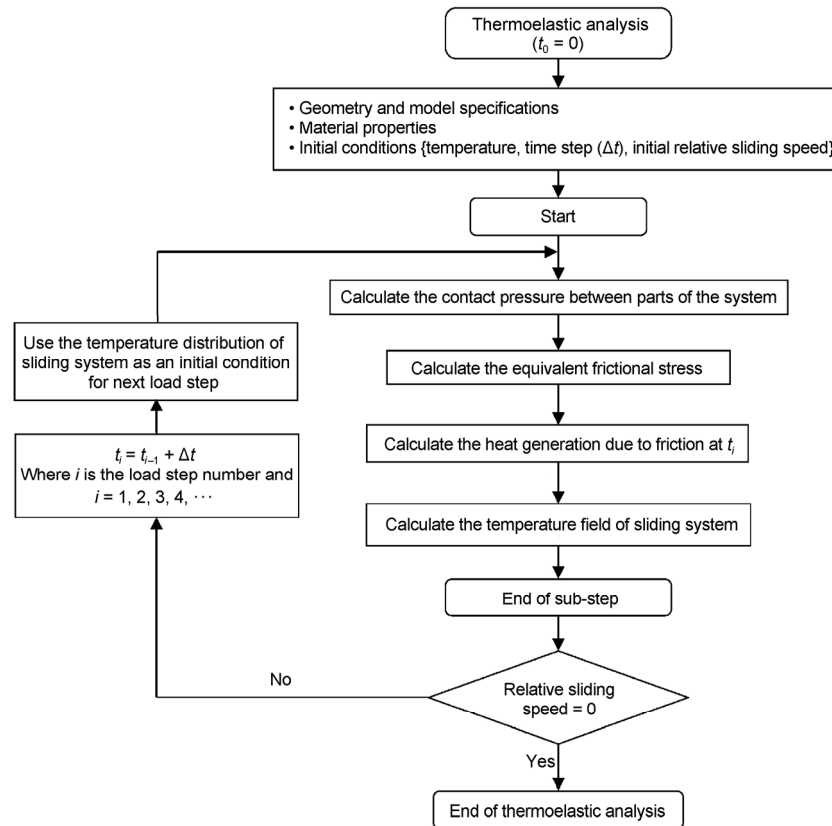 Thermoelastic analysis
(t₀ = 0)
• Geometry and model specifications
• Material properties
• Initial conditions {temperature, time step (Δt), initial relative sliding speed}
Start
Calculate the contact pressure between parts of the system
Calculate the equivalent frictional stress
Calculate the heat generation due to friction at tᵢ
Calculate the temperature field of sliding system
End of sub-step
Relative sliding
speed = 0
No
Yes
tᵢ = tᵢ₋₁ + Δt
Where i is the load step number and
i = 1, 2, 3, 4, ⋯
Use the temperature distribution of
sliding system as an initial condition
for next load step
End of thermoelastic analysis